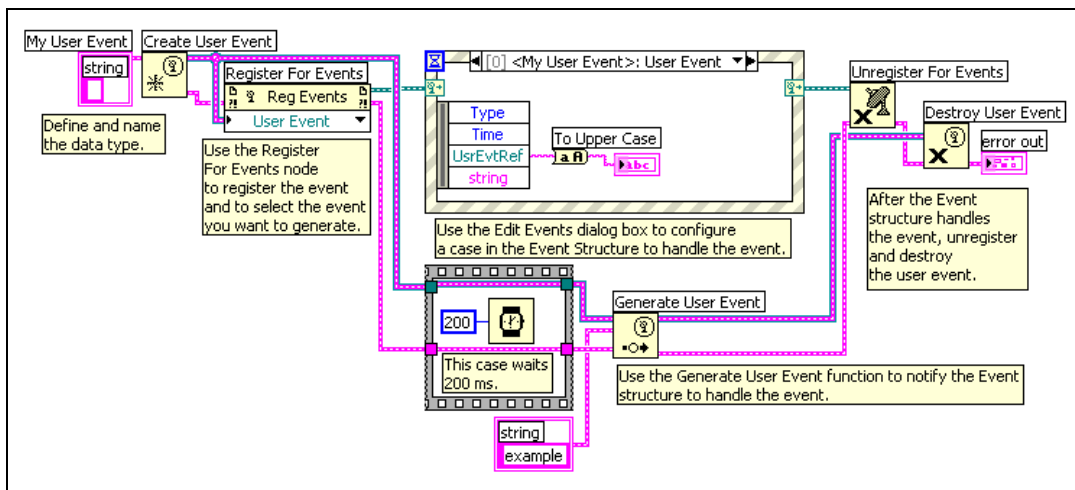 My User Event
string
Define and name
the data type.
Create User Event
Register For Events
?! Reg Events ?!
User Event
Use the Register
For Events node
to register the event
and to select the event
you want to generate.
[0] <My User Event>: User Event
Type
Time
UsrEvtRef
string
To Upper Case
aA
abc
Use the Edit Events dialog box to configure
a case in the Event Structure to handle the event.
Unregister For Events
Destroy User Event
error out
After the Event
structure handles
the event, unregister
and destroy
the user event.
200
This case waits
200 ms.
Generate User Event
Use the Generate User Event function to notify the Event
structure to handle the event.
string
example